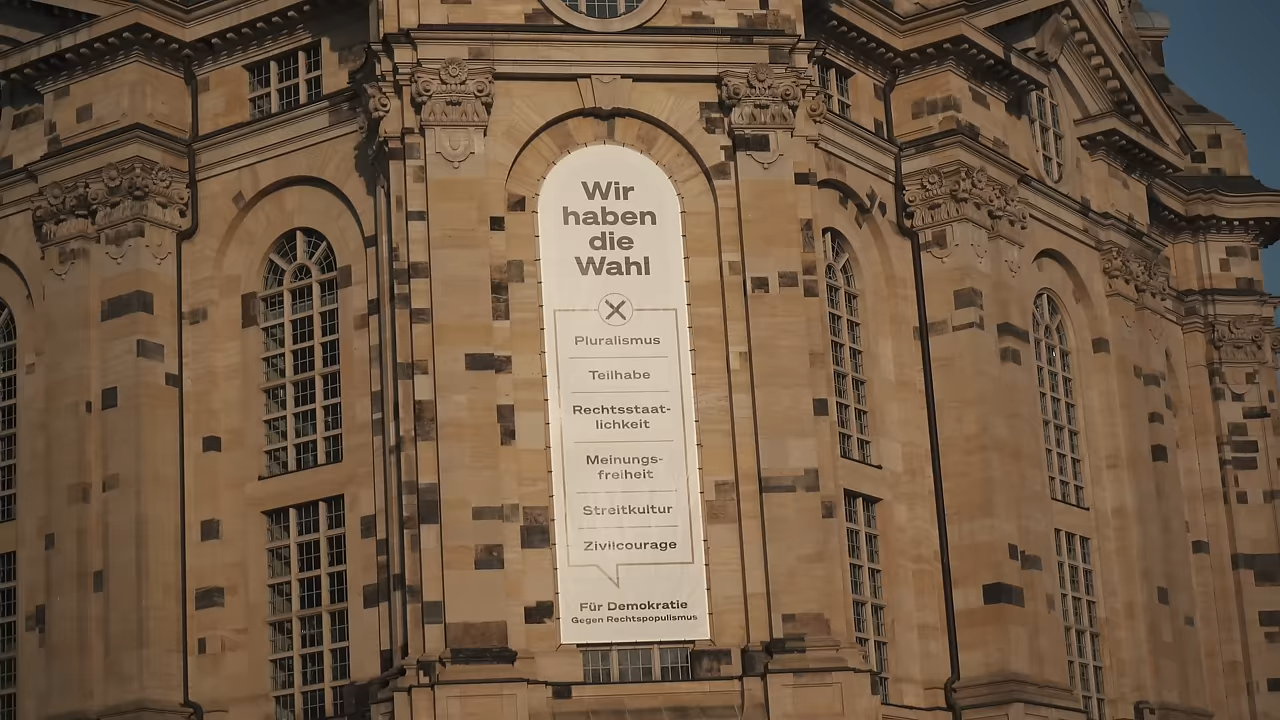 Wir
haben
die
Wahl
Pluralismus
Teilhabe
Rechtsstaat-
lichkeit
Meinungs-
freiheit
Streitkultur
Zivilcourage
Für Demokratie
Gegen Rechtspopulismus